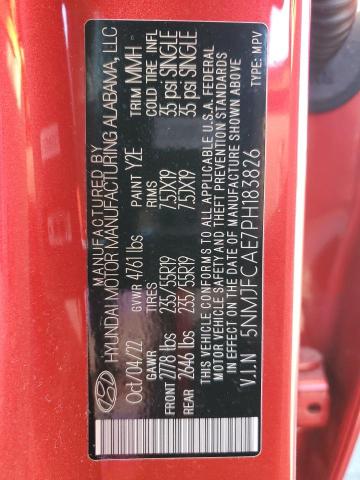 MANUFACTURED BY
HYUNDAI MOTOR MANUFACTURING ALABAMA, LLC
Oct/04/22 GVWR 4761lbs PAINT Y2E TRIM MMH
GAWR TIRES RIMS COLD TIRE INFL
FRONT 2778 lbs 235/55R19 7.5JX19 35 psi SINGLE
REAR 2646 lbs 235/55R19 7.5JX19 35 psi SINGLE
THIS VEHICLE CONFORMS TO ALL APPLICABLE U.S.A. FEDERAL
MOTOR VEHICLE SAFETY AND THEFT PREVENTION STANDARDS
IN EFFECT ON THE DATE OF MANUFACTURE SHOWN ABOVE
V.I.N 5NMJFCAE7PH183826 TYPE: MPV